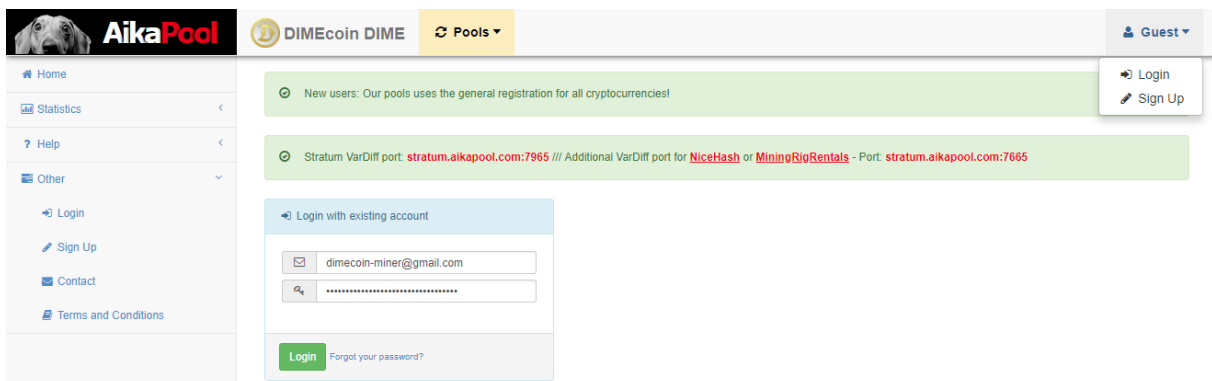 AikaPool
DIMEcoin DIME
Pools
Guest
Login
Sign Up
Home
Statistics
? Help
Other
Login
Sign Up
Contact
Terms and Conditions
New users: Our pools uses the general registration for all cryptocurrencies!
Stratum VarDiff port: stratum.aikapool.com:7965 /// Additional VarDiff port for NiceHash or MiningRigRentals - Port: stratum.aikapool.com:7665
Login with existing account
dimecoin-miner@gmail.com
Login Forgot your password?